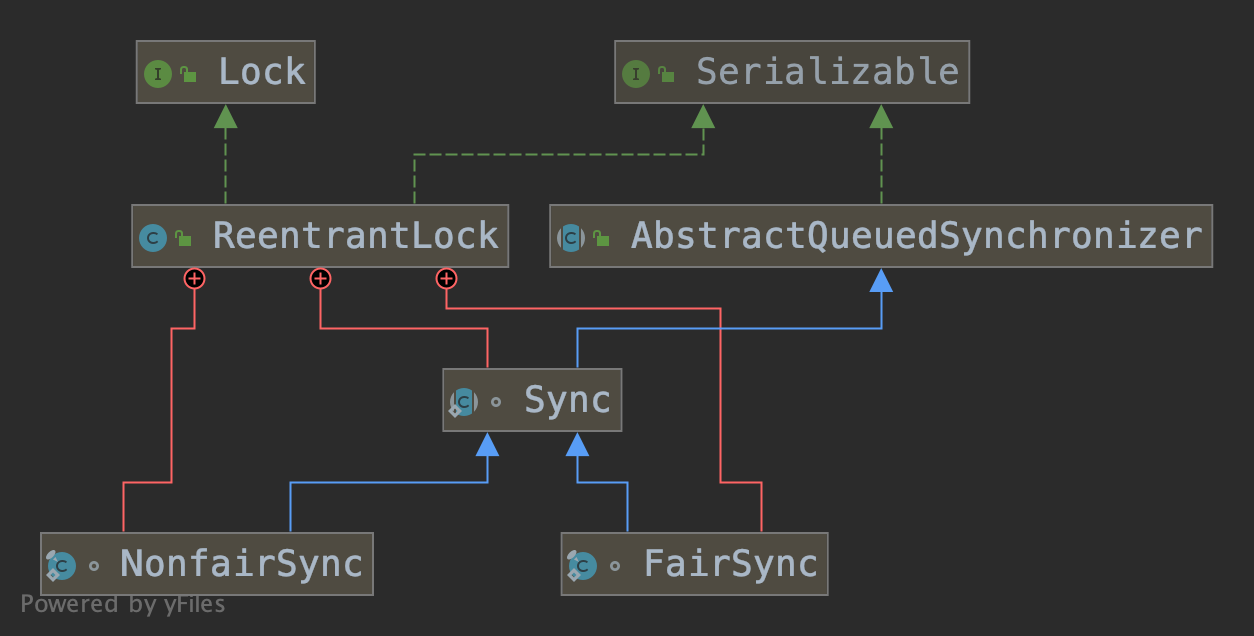 Lock
Serializable
ReentrantLock
AbstractQueuedSynchronizer
Sync
NonfairSync
FairSync
Powered by yFiles